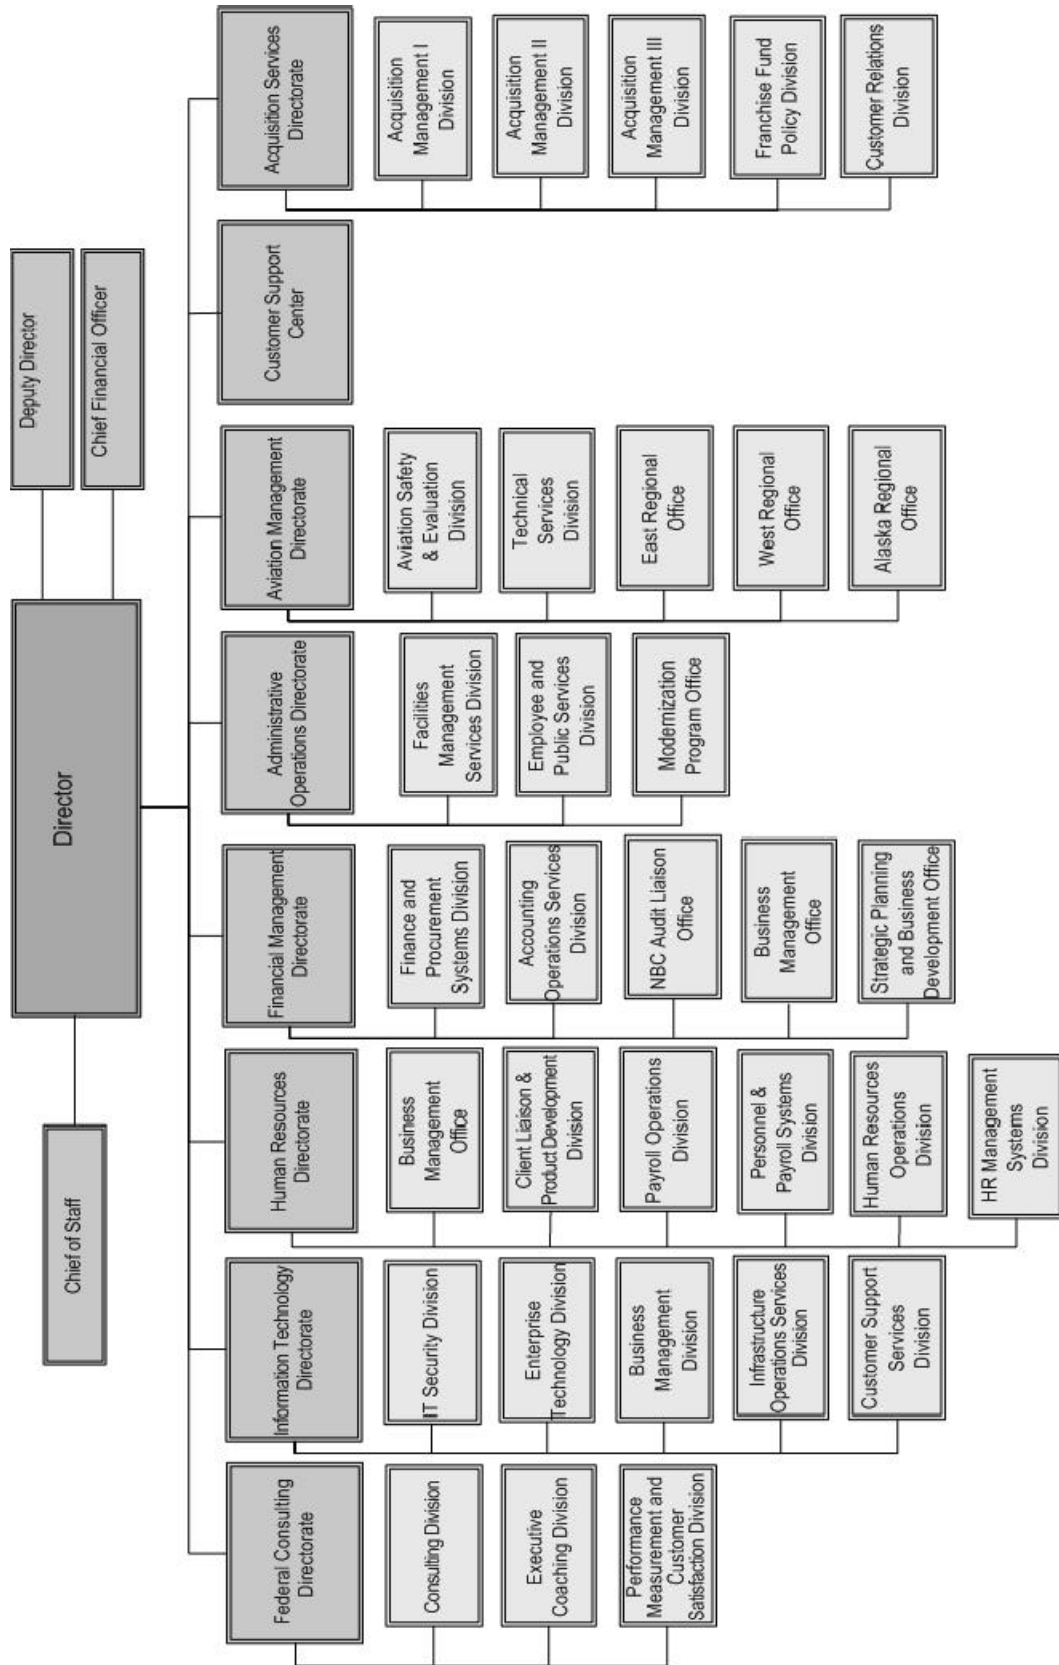 Director
Chief of Staff
Deputy Director
Chief Financial Officer
Federal Consulting
Directorate
Consulting Division
Executive
Coaching Division
Performance
Measurement and
Customer
Satisfaction Division
Information Technology
Directorate
IT Security Division
Enterprise
Technology Division
Business
Management
Division
Infrastructure
Operations Services
Division
Customer Support
Services
Division
Human Resources
Directorate
Business
Management
Office
Client Liaison &
Product Development
Division
Payroll Operations
Division
Personnel &
Payroll Systems
Division
Human Resources
Operations
Division
HR Management
Systems
Division
Financial Management
Directorate
Finance and
Procurement
Systems Division
Accounting
Operations Services
Division
NBC Audit Liaison
Office
Business
Management
Office
Strategic Planning
and Business
Development Office
Administrative
Operations Directorate
Facilities
Management
Services Division
Employee and
Public Services
Division
Modernization
Program Office
Aviation Management
Directorate
Aviation Safety
& Evaluation
Division
Technical
Services
Division
East Regional
Office
West Regional
Office
Alaska Regional
Office
Customer Support
Center
Acquisition Services
Directorate
Acquisition
Management I
Division
Acquisition
Management II
Division
Acquisition
Management III
Division
Franchise Fund
Policy Division
Customer Relations
Division